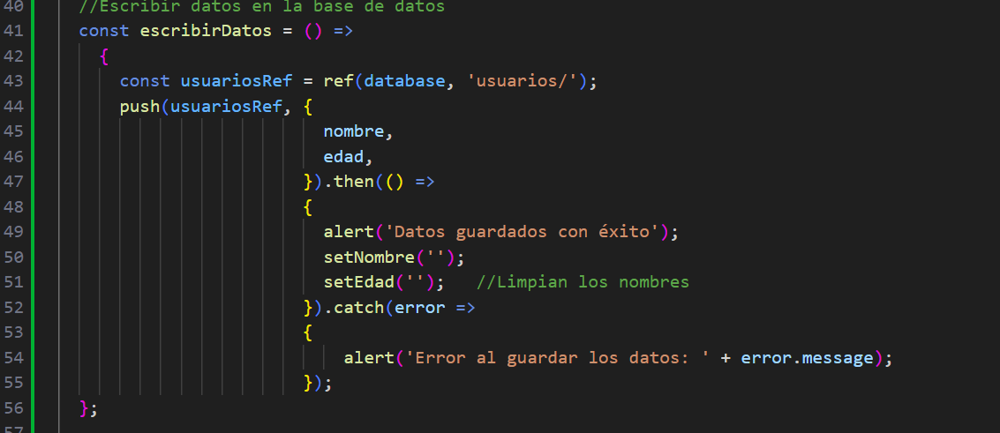 40 //Escribir datos en la base de datos
41 const escribirDatos = () =>
42 {
43 const usuariosRef = ref(database, 'usuarios/');
44 push(usuariosRef, {
45 nombre,
46 edad,
47 }).then(() =>
48 {
49 alert('Datos guardados con éxito');
50 setNombre('');
51 setEdad(''); //Limpian los nombres
52 }).catch(error =>
53 {
54 alert('Error al guardar los datos: ' + error.message);
55 });
56 };
57